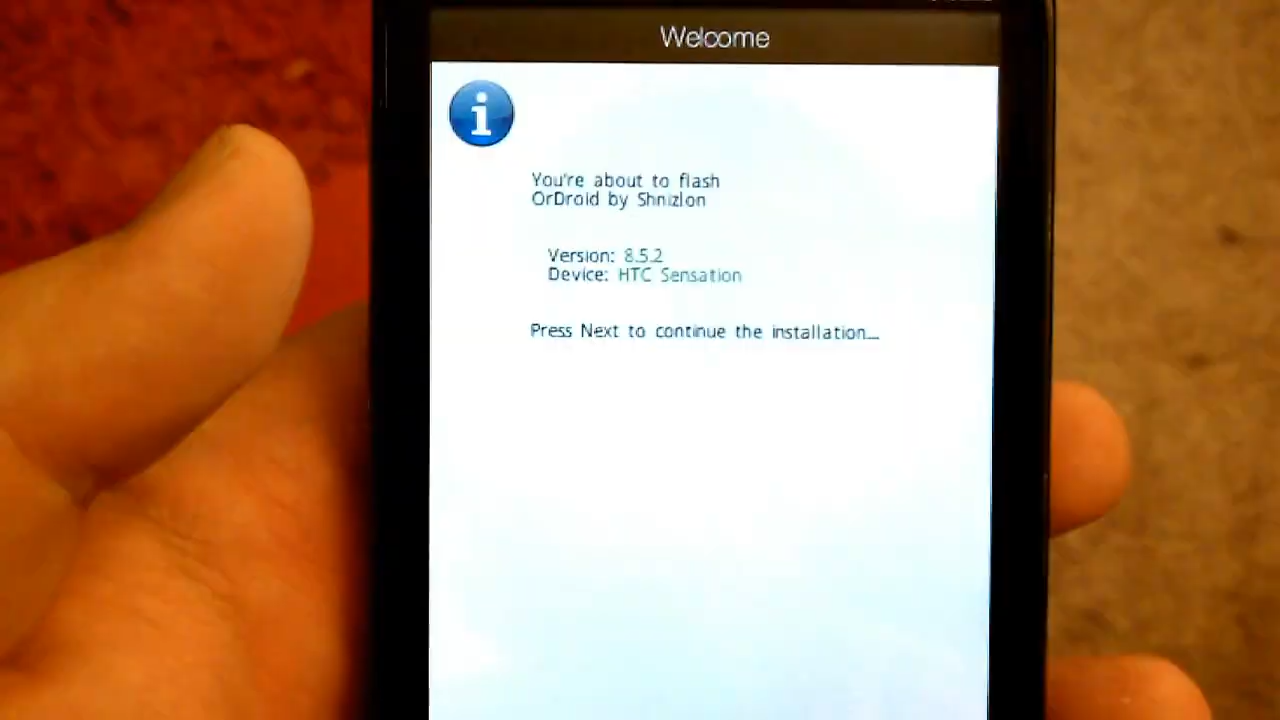 Welcome
You're about to flash
OrDroid by Shnizlon
Version: 8.5.2
Device: HTC Sensation
Press Next to continue the installation...